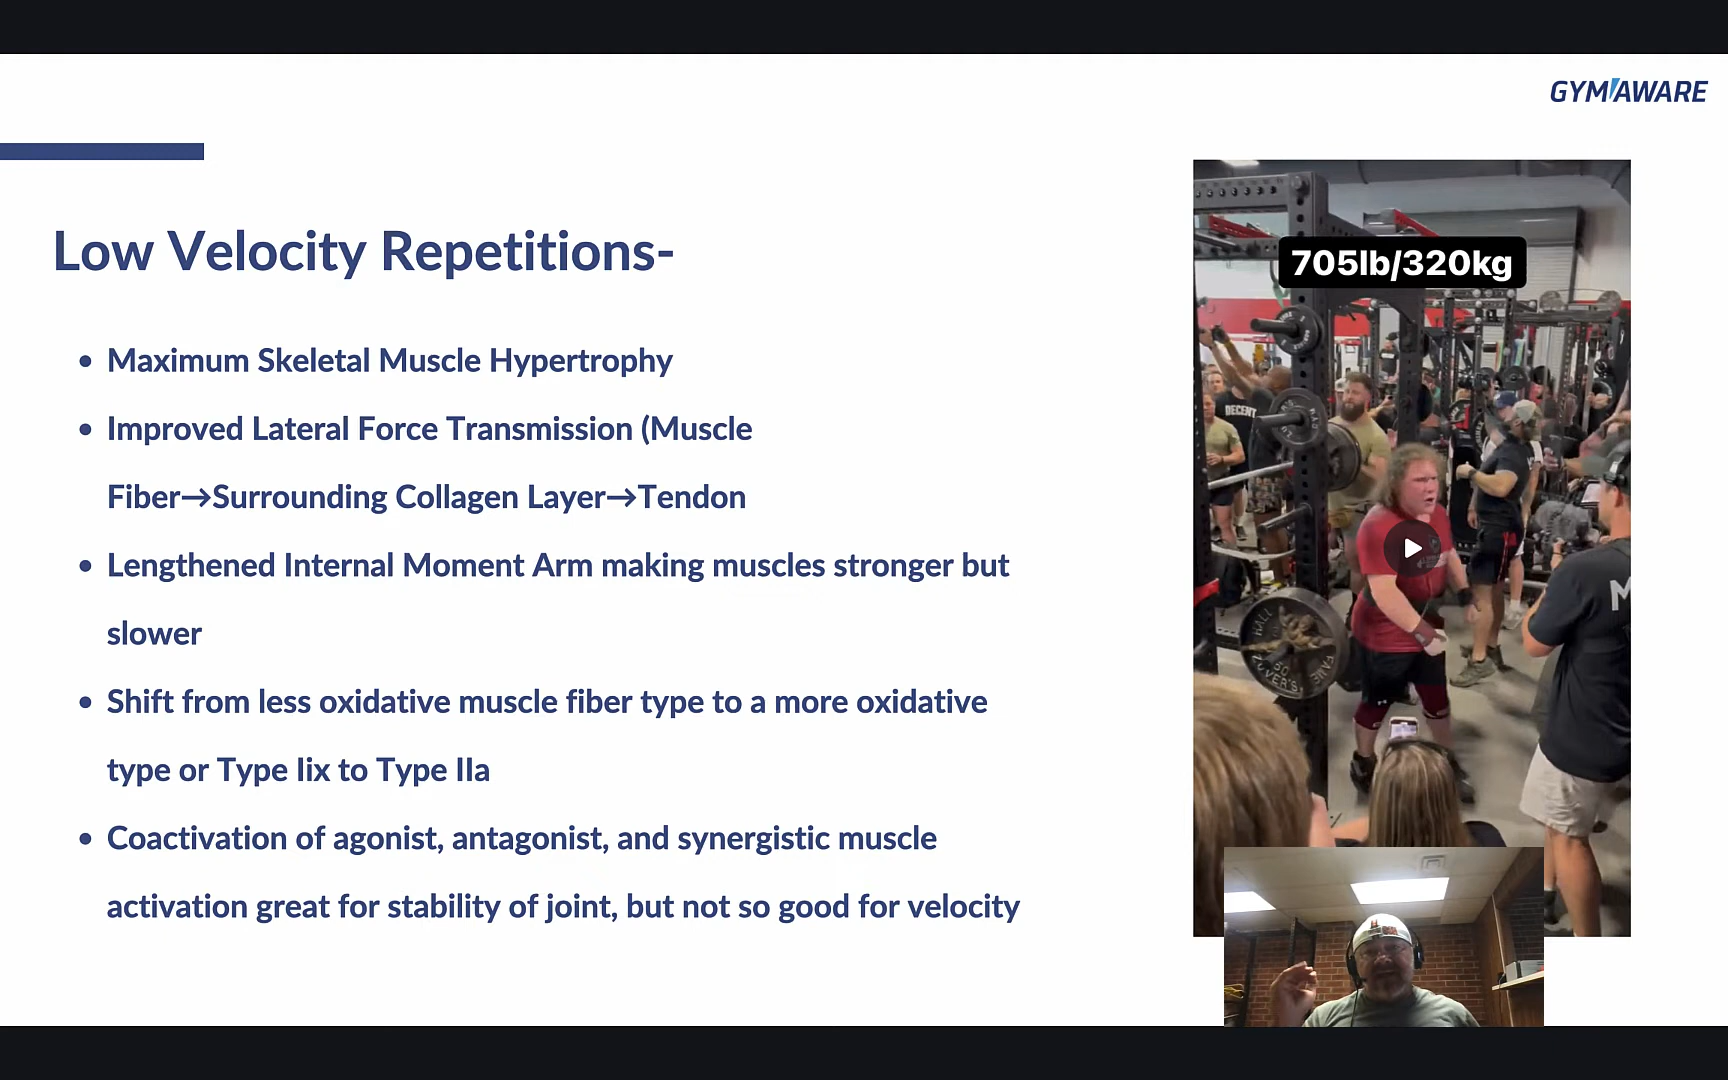 GYMAWARE
Low Velocity Repetitions-
705lb/320kg
• Maximum Skeletal Muscle Hypertrophy
• Improved Lateral Force Transmission (Muscle
Fiber→Surrounding Collagen Layer→Tendon
• Lengthened Internal Moment Arm making muscles stronger but
slower
• Shift from less oxidative muscle fiber type to a more oxidative
type or Type Iix to Type IIa
• Coactivation of agonist, antagonist, and synergistic muscle
activation great for stability of joint, but not so good for velocity
DECENT